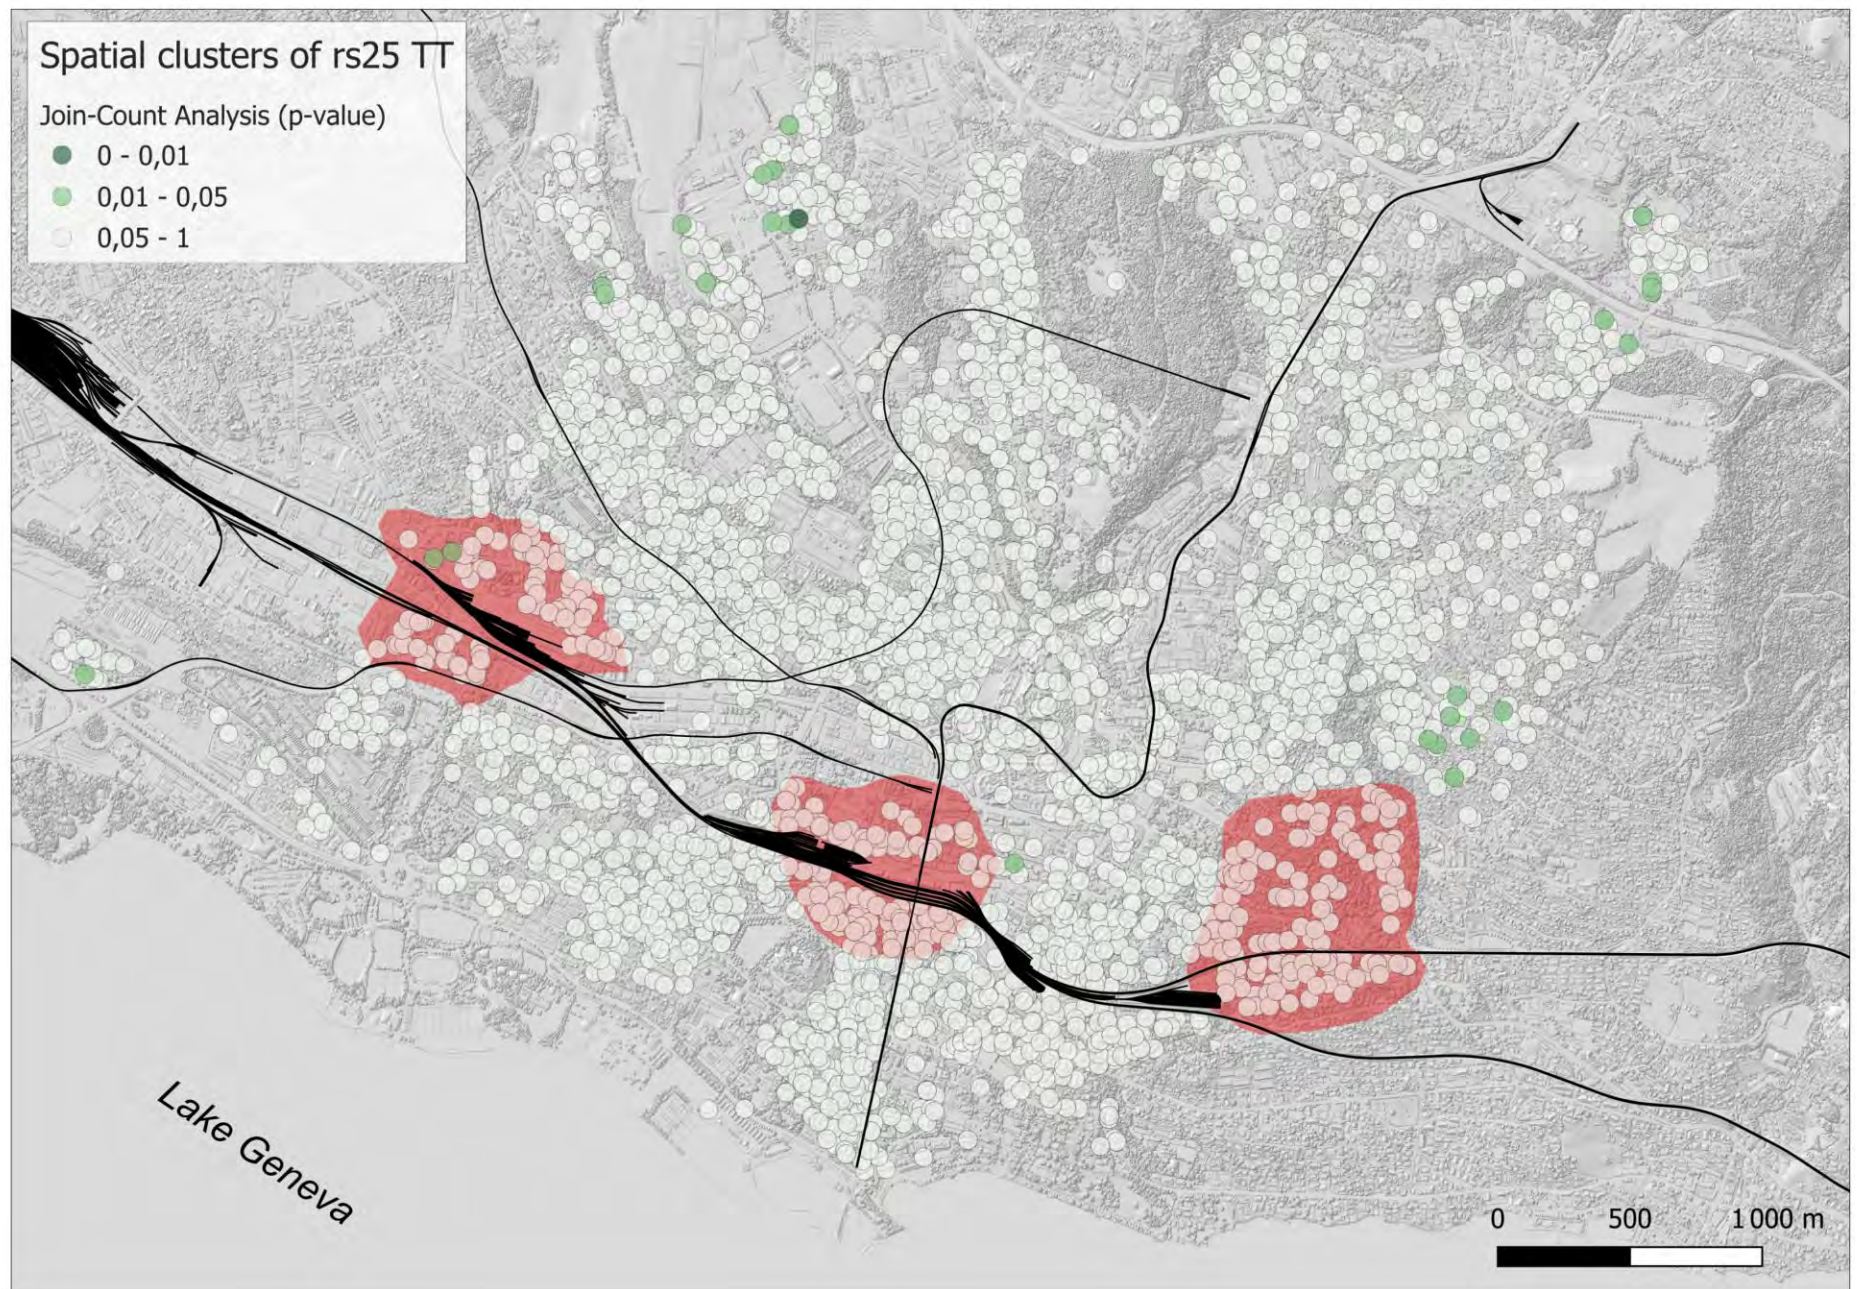 Spatial clusters of rs25 TT
Join-Count Analysis (p-value)
0 - 0,01
0,01 - 0,05
0,05 - 1
Lake Geneva
0 500 1 000 m